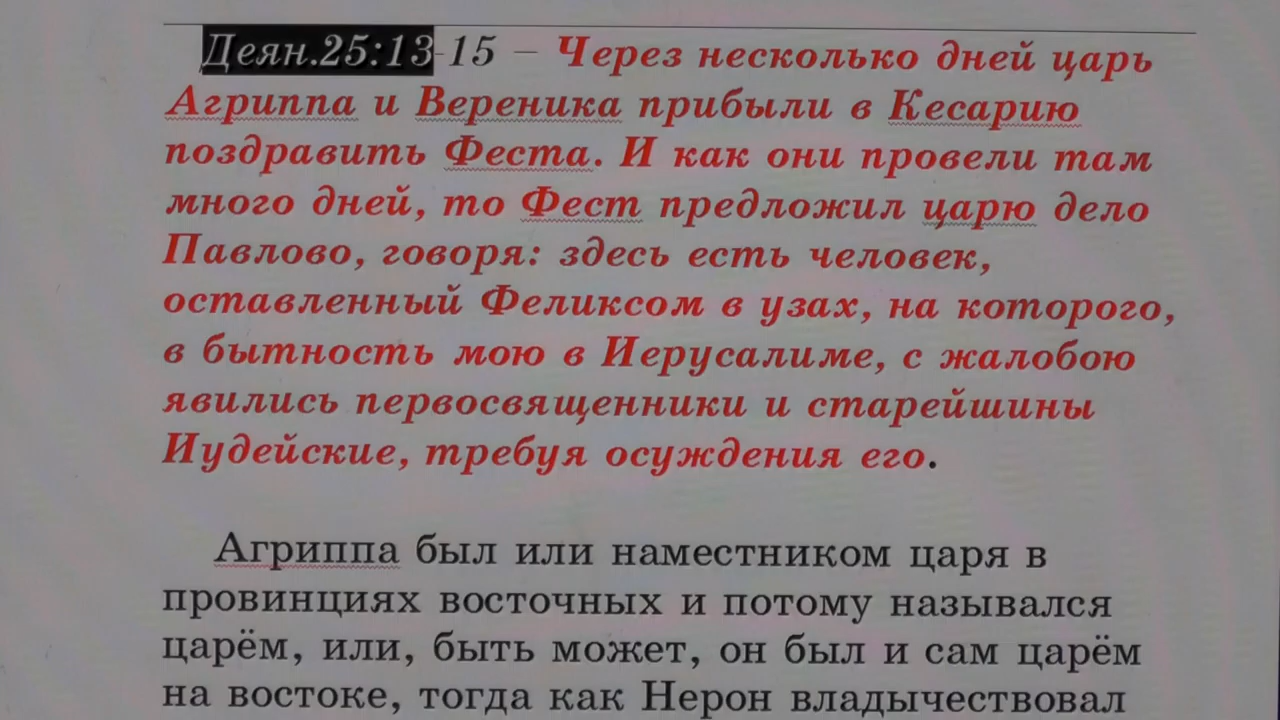 Деян.25:13-15 – Через несколько дней царь
Агриппа и Вереника прибыли в Кесарию
поздравить Феста. И как они провели там
много дней, то Фест предложил царю дело
Павлово, говоря: здесь есть человек,
оставленный Феликсом в узах, на которого,
в бытность мою в Иерусалиме, с жалобою
явились первосвященники и старейшины
Иудейские, требуя осуждения его.
Агриппа был или наместником царя в
провинциях восточных и потому назывался
царём, или, быть может, он был и сам царём
на востоке, тогда как Нерон владычествовал